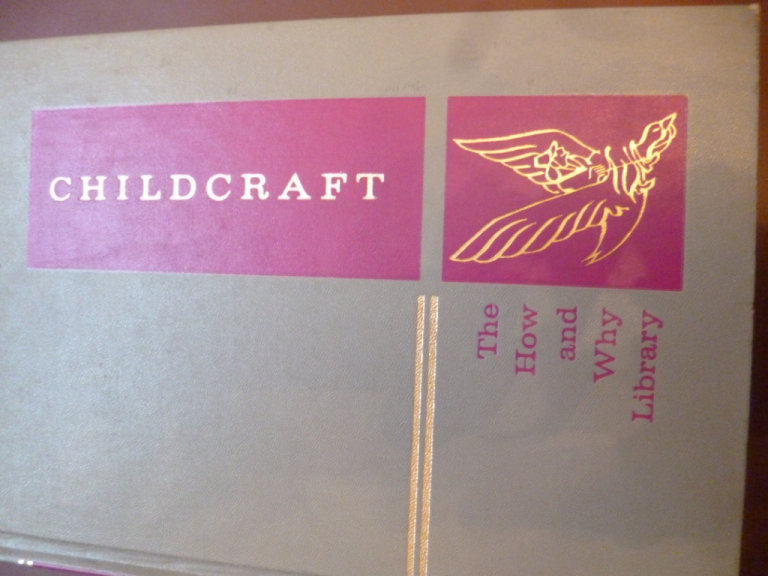 CHILDCRAFT
The
How
and
Why
Library